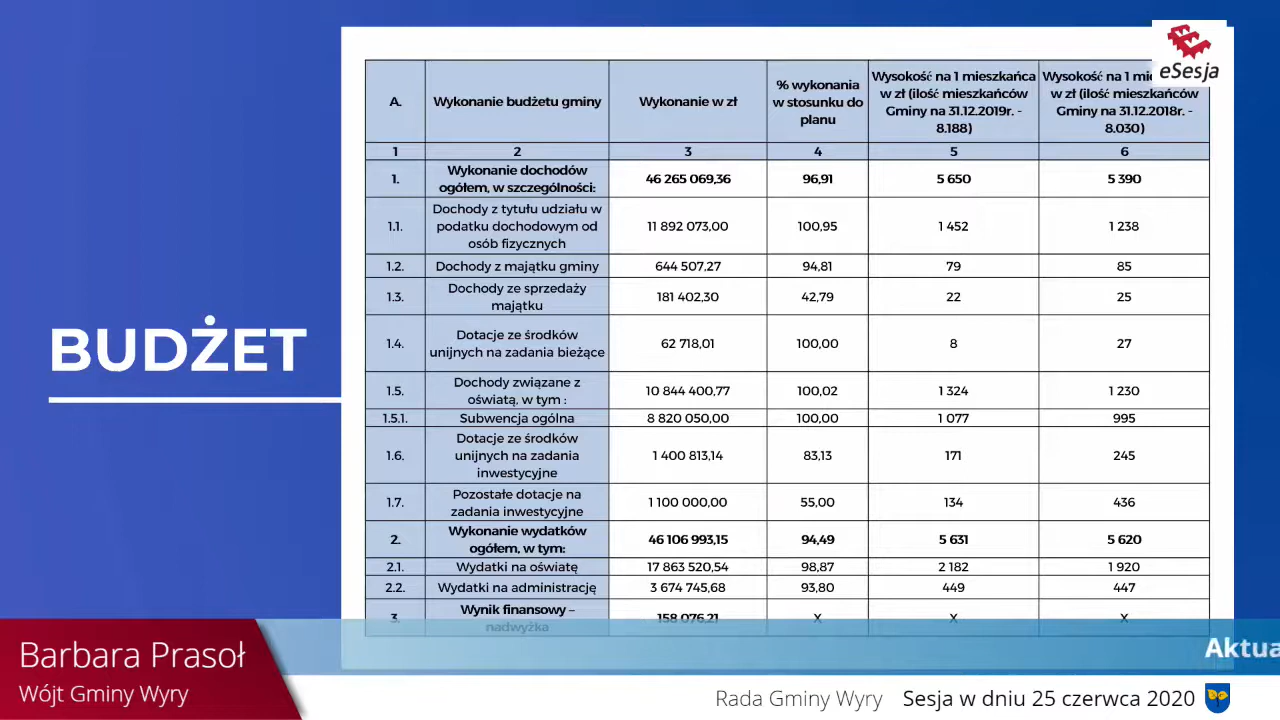 eSesja
A.
Wykonanie budżetu gminy
Wykonanie w zł
% wykonania
w stosunku do
planu
Wysokość na 1 mieszkańca
w zł (ilość mieszkańców
Gminy na 31.12.2019r. -
8.188)
Wysokość na 1
w zł (ilość mieszkańców
Gminy na 31.12.2018r. -
8.030)
1 2 3 4 5 6
1.
Wykonanie dochodów
ogółem, w szczególności:
46 265 069,36 96,91 5 650 5 390
1.1.
Dochody z tytułu udziału w
podatku dochodowym od
osób fizycznych
11 892 073,00 100,95 1 452 1 238
1.2. Dochody z majątku gminy 644 507,27 94,81 79 85
1.3.
Dochody ze sprzedaży
majątku
181 402,30 42,79 22 25
1.4.
Dotacje ze środków
unijnych na zadania bieżące
62 718,01 100,00 8 27
1.5.
Dochody związane z
oświatą, w tym :
10 844 400,77 100,02 1 324 1 230
1.5.1. Subwencja ogólna 8 820 050,00 100,00 1 077 995
1.6.
Dotacje ze środków
unijnych na zadania
inwestycyjne
1 400 813,14 83,13 171 245
1.7.
Pozostałe dotacje na
zadania inwestycyjne
1 100 000,00 55,00 134 436
2.
Wykonanie wydatków
ogółem, w tym:
46 106 993,15 94,49 5 631 5 620
2.1. Wydatki na oświatę 17 863 520,54 98,87 2 182 1 920
2.2. Wydatki na administrację 3 674 745,68 93,80 449 447
3.
Wynik finansowy –
nadwyżka
158 076,21 X X X
BUDŻET
Barbara Prasoł
Wójt Gminy Wyry
Aktua
Rada Gminy Wyry Sesja w dniu 25 czerwca 2020